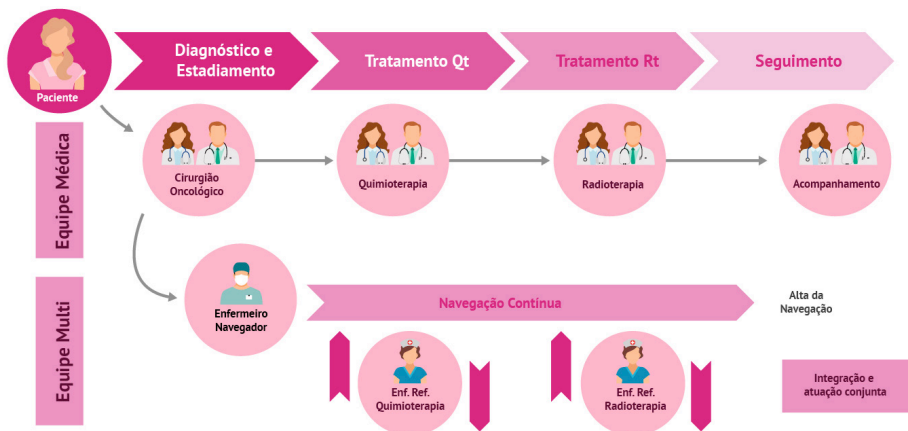 Paciente
Diagnóstico e
Estadiamento
Tratamento Qt
Tratamento Rt
Seguimento
Equipe Médica
Cirurgião
Oncológico
Quimioterapia
Radioterapia
Acompanhamento
Equipe Multi
Enfermeiro
Navegador
Navegação Contínua
Alta da
Navegação
Enf. Ref.
Quimioterapia
Enf. Ref.
Radioterapia
Integração e
atuação conjunta